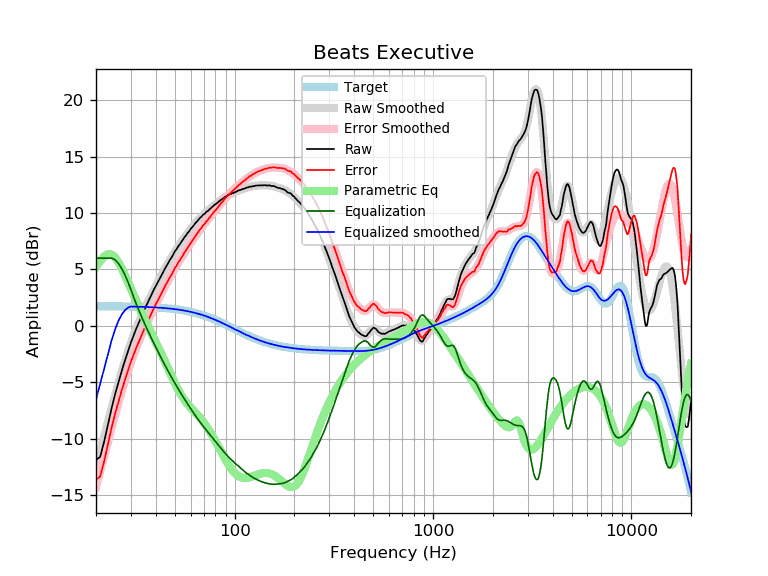 Beats Executive
Target
Raw Smoothed
Error Smoothed
Raw
Error
Parametric Eq
Equalization
Equalized smoothed
Amplitude (dBr)
20
15
10
5
0
−5
−10
−15
100 1000 10000
Frequency (Hz)